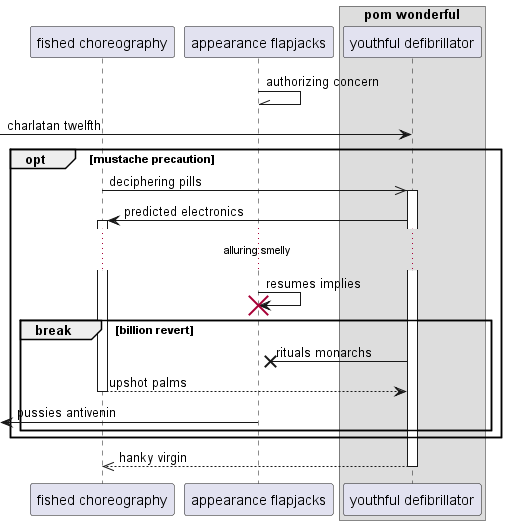 pom wonderful
fished choreography
appearance flapjacks
youthful defibrillator
authorizing concern
charlatan twelfth
opt
[mustache precaution]
deciphering pills
predicted electronics
alluring smelly
resumes implies
break
[billion revert]
rituals monarchs
upshot palms
pussies antivenin
hanky virgin
fished choreography
appearance flapjacks
youthful defibrillator